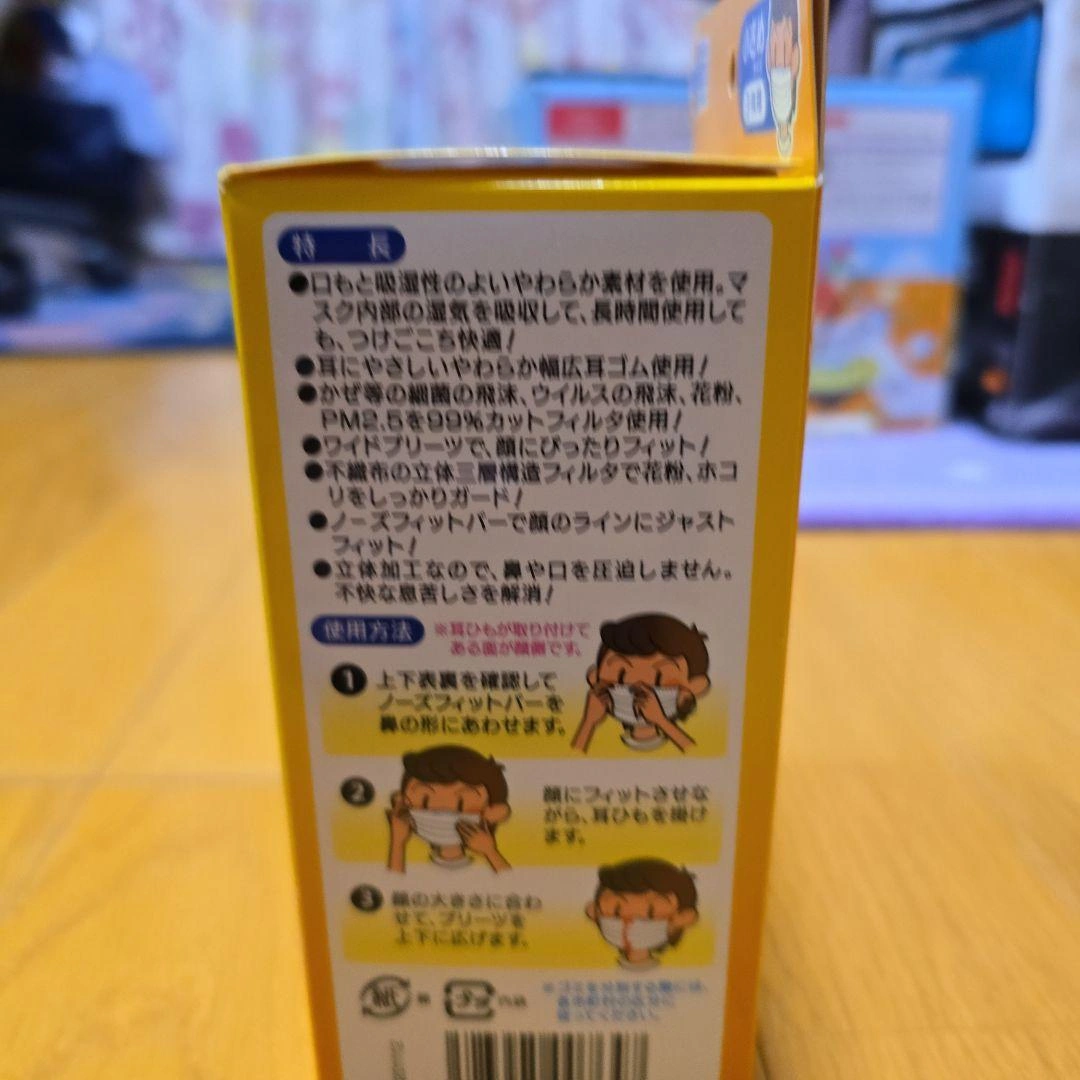 小さめ
特長
●口もと吸湿性のよいやわらか素材を使用。マ
スク内部の湿気を吸収して、長時間使用して
も、つけごこち快適!
●耳にやさしいやわらか幅広耳ゴム使用!
●かぜ等の細菌の飛沫、ウイルスの飛沫、花粉、
PM2.5を99%カットフィルタ使用!
●ワイドプリーツで、顔にぴったりフィット!
●不織布の立体三層構造フィルタで花粉、ホコ
リをしっかりガード!
●ノーズフィットバーで顔のラインにジャスト
フィット!
●立体加工なので、鼻や口を圧迫しません。
不快な息苦しさを解消!
使用方法
※耳ひもが取り付けて
ある面が顔側です。
1 上下表裏を確認して
ノーズフィットバーを
鼻の形にあわせます。
2 顔にフィットさせな
がら、耳ひもを掛け
ます。
3 顔の大きさに合わ
せて、プリーツを
上下に広げます。
紙 プラ